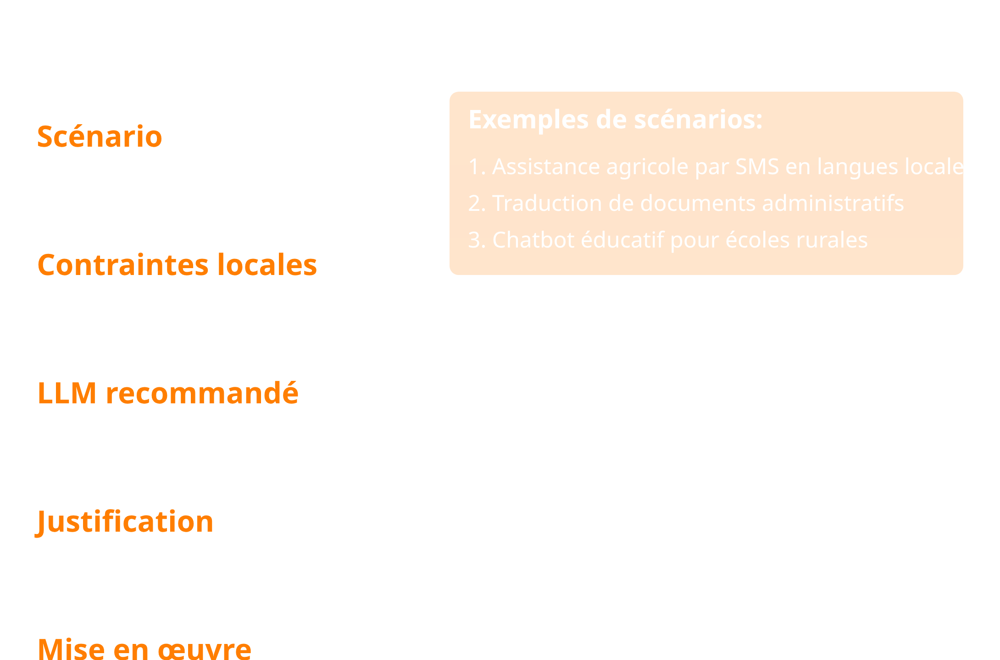 Scénario
Contraintes locales
LLM recommandé
Justification
Mise en œuvre
Exemples de scénarios:
1. Assistance agricole par SMS en langues locale
2. Traduction de documents administratifs
3. Chatbot éducatif pour écoles rurales